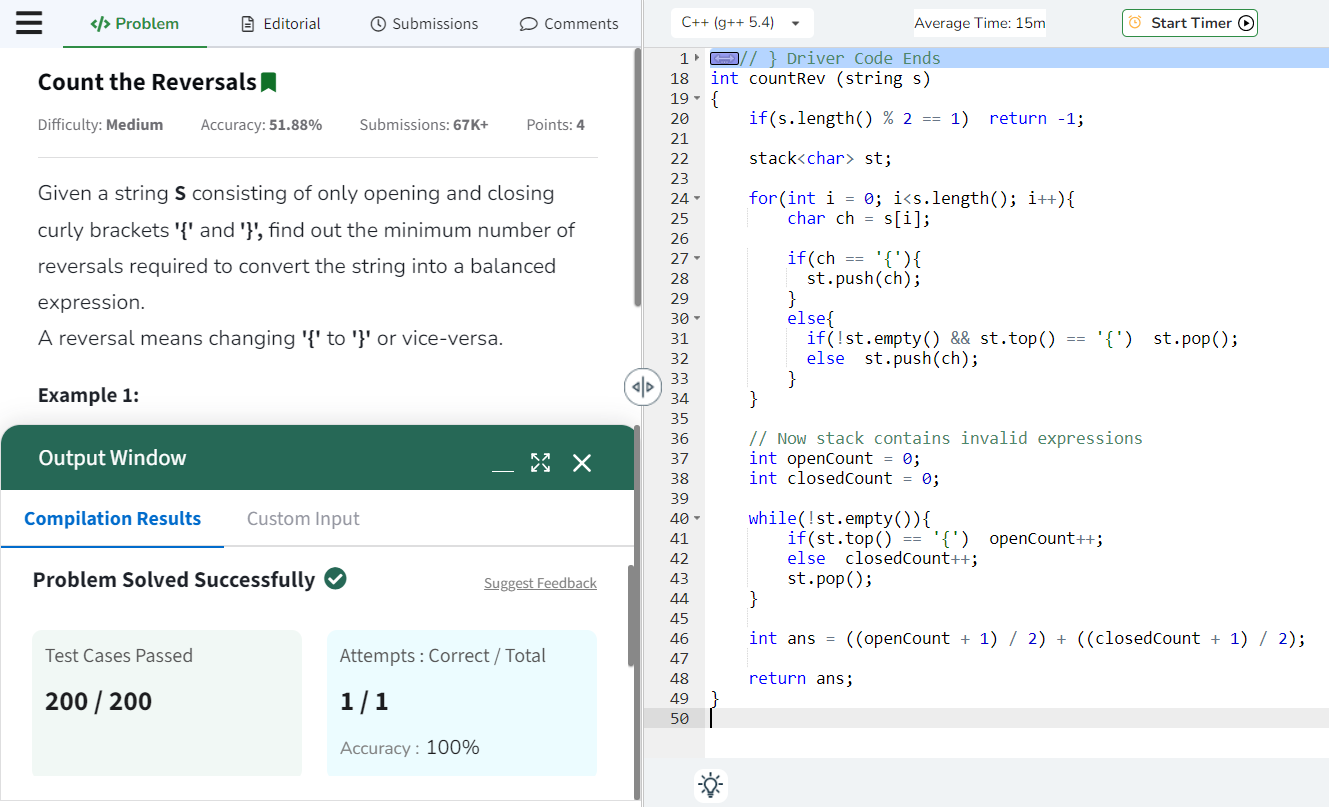 Problem
Editorial
Submissions
Comments
Count the Reversals
Difficulty: Medium Accuracy: 51.88% Submissions: 67K+ Points: 4
Given a string S consisting of only opening and closing
curly brackets '{' and '}', find out the minimum number of
reversals required to convert the string into a balanced
expression.
A reversal means changing '{' to '}' or vice-versa.
Example 1:
Output Window
Compilation Results
Custom Input
Problem Solved Successfully
Suggest Feedback
Test Cases Passed
200 / 200
Attempts : Correct / Total
1 / 1
Accuracy : 100%
C++ (g++ 5.4)
Average Time: 15m
Start Timer
1 // } Driver Code Ends
18 int countRev (string s)
19 {
20     if(s.length() % 2 == 1)  return -1;
21
22     stack<char> st;
23
24     for(int i = 0; i<s.length(); i++){
25         char ch = s[i];
26
27         if(ch == '{'){
28           st.push(ch);
29         }
30         else{
31           if(!st.empty() && st.top() == '{')  st.pop();
32           else  st.push(ch);
33         }
34     }
35
36     // Now stack contains invalid expressions
37     int openCount = 0;
38     int closedCount = 0;
39
40     while(!st.empty()){
41         if(st.top() == '{')  openCount++;
42         else  closedCount++;
43         st.pop();
44     }
45
46     int ans = ((openCount + 1) / 2) + ((closedCount + 1) / 2);
47
48     return ans;
49 }
50